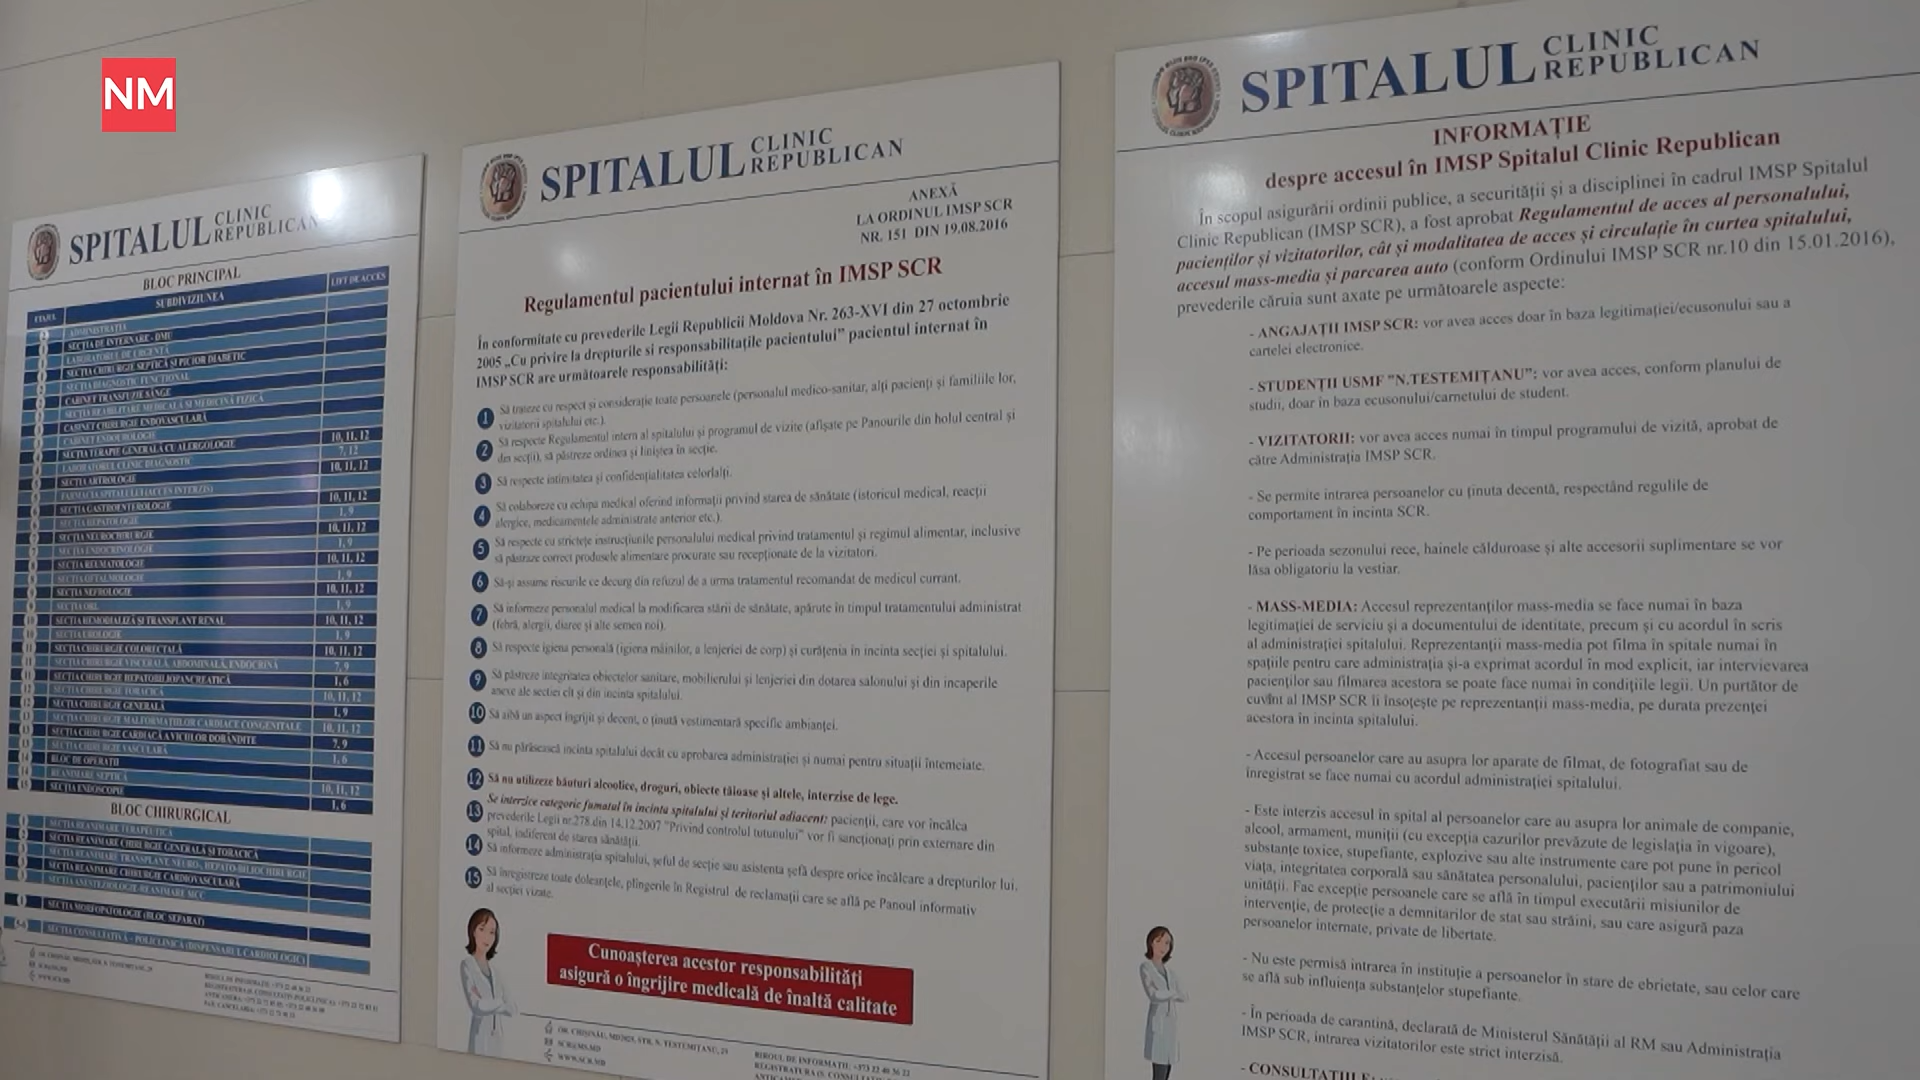 NM
SPITALUL CLINIC REPUBLICAN
BLOC PRINCIPAL
ETAJUL SUBDIVIZIUNEA LIFT DE ACCES
ADMINISTRAȚIA
SECȚIA DE INTERNARE - DMU
LABORATORUL DE URGENȚĂ
SECȚIA CHIRURGIE SEPTICĂ ȘI PICIOR DIABETIC
SECȚIA DIAGNOSTIC FUNCȚIONAL
CABINET TRANSFUZIE SÂNGE
SECȚIA REABILITARE MEDICALĂ ȘI MEDICINĂ FIZICĂ
CABINET CHIRURGIE ENDOVASCULARĂ
CABINET ENDOUROLOGIE 10, 11, 12
SECȚIA TERAPIE GENERALĂ CU ALERGOLOGIE 7, 12
LABORATORUL CLINIC DIAGNOSTIC 10, 11, 12
SECȚIA ARTROLOGIE
FARMACIA SPITALULUI (ACCES INTERZIS) 10, 11, 12
SECȚIA GASTROENTEROLOGIE 1, 9
SECȚIA HEPATOLOGIE 10, 11, 12
SECȚIA NEUROCHIRURGIE 1, 9
SECȚIA ENDOCRINOLOGIE 10, 11, 12
SECȚIA REUMATOLOGIE 1, 9
SECȚIA OFTALMOLOGIE 10, 11, 12
SECȚIA NEFROLOGIE 1, 9
SECȚIA ORL 10, 11, 12
SECȚIA HEMODIALIZĂ ȘI TRANSPLANT RENAL 1, 9
SECȚIA UROLOGIE 10, 11, 12
SECȚIA CHIRURGIE COLORECTALĂ 7, 9
SECȚIA CHIRURGIE VISCERALĂ, ABDOMINALĂ, ENDOCRINĂ 1, 6
SECȚIA CHIRURGIE HEPATOBILIOPANCREATICĂ 10, 11, 12
SECȚIA CHIRURGIE TORACICĂ 1, 9
SECȚIA CHIRURGIE GENERALĂ 10, 11, 12
SECȚIA CHIRURGIE MALFORMAȚIILOR CARDIACE CONGENITALE 7, 9
SECȚIA CHIRURGIE CARDIACĂ A VICIILOR DOBÂNDITE 1, 6
SECȚIA CHIRURGIE VASCULARĂ
BLOC DE OPERAȚII 10, 11, 12
REANIMARE SEPTICĂ 1, 6
SECȚIA ENDOSCOPIE
BLOC CHIRURGICAL
SECȚIA REANIMARE TERAPEUTICĂ
SECȚIA REANIMARE CHIRURGIE GENERALĂ ȘI TORACICĂ
SECȚIA REANIMARE TRANSPLANT, NEURO-, HEPATO-BILIOCHIRURGIE
SECȚIA REANIMARE CHIRURGIE CARDIOVASCULARĂ
SECȚIA ANESTEZIOLOGIE-REANIMARE
SECȚIA MORFOPATOLOGIE (BLOC SEPARAT)
SECȚIA CONSULTATIVĂ - POLICLINICĂ (DISPENSARUL CARDIOLOGIC)
SPITALUL CLINIC REPUBLICAN
ANEXĂ
LA ORDINUL IMSP SCR
NR. 151 DIN 19.08.2016
Regulamentul pacientului internat în IMSP SCR
În conformitate cu prevederile Legii Republicii Moldova Nr. 263-XVI din 27 octombrie
2005 „Cu privire la drepturile si responsabilitațile pacientului” pacientul internat în
IMSP SCR are următoarele responsabilități:
1 Să trateze cu respect și considerație toate persoanele (personalul medico-sanitar, alți pacienți și familiile lor,
vizitatorii spitalului etc.).
2 Să respecte Regulamentul intern al spitalului și programul de vizite (afișate pe Panourile din holul central și
din secții), să păstreze ordinea și liniștea în secție.
3 Să respecte intimitatea și confidențialitatea celorlalți.
4 Să colaboreze cu echipa medical oferind informații privind starea de sănătate (istoricul medical, reacții
alergice, medicamentele administrate anterior etc.).
5 Să respecte cu strictețe instrucțiunile personalului medical privind tratamentul și regimul alimentar, inclusive
să păstreze correct produsele alimentare procurate sau recepționate de la vizitatori.
6 Să-și assume riscurile ce decurg din refuzul de a urma tratamentul recomandat de medicul currant.
7 Să informeze personalul medical la modificarea stării de sănătate, apărute în timpul tratamentului administrat
(febră, alergii, diaree și alte semen noi).
8 Să respecte igiena personală (igiena mâinilor, a lenjeriei de corp) și curățenia în incinta secției și spitalului.
9 Să păstreze integritatea obiectelor sanitare, mobilierului și lenjeriei din dotarea salonului și din incaperile
anexe ale sectiei cît și din incinta spitalului.
10 Să aibă un aspect îngrijit și decent, o ținută vestimentară specific ambianței.
11 Să nu părăsească incinta spitalului decât cu aprobarea administrației și numai pentru situații întemeiate.
12 Să nu utilizeze băuturi alcoolice, droguri, obiecte tăioase și altele, interzise de lege.
13 Se interzice categoric fumatul în incinta spitalului și teritoriul adiacent: pacienții, care vor încălca
prevederile Legii nr.278 din 14.12.2007 "Privind controlul tutunului" vor fi sancționați prin externare din
spital, indiferent de starea sănătății.
14 Să informeze administrația spitalului, șeful de secție sau asistenta șefă despre orice încălcare a drepturilor lui.
15 Să înregistreze toate doleanțele, plîngerile în Registrul de reclamații care se află pe Panoul informativ
al secției vizate.
Cunoașterea acestor responsabilități
asigură o îngrijire medicală de înaltă calitate
OR. CHIȘINĂU, MD2025, STR. N. TESTEMIȚANU, 29
SCR@MS.MD
WWW.SCR.MD
BIROUL DE INFORMAȚIE: +373 22 40 36 23
SPITALUL CLINIC REPUBLICAN
INFORMAȚIE
despre accesul în IMSP Spitalul Clinic Republican
În scopul asigurării ordinii publice, a securității și a disciplinei în cadrul IMSP Spitalul
Clinic Republican (IMSP SCR), a fost aprobat Regulamentul de acces al personalului,
pacienților și vizitatorilor, cât și modalitatea de acces și circulație în curtea spitalului,
accesul mass-media și parcarea auto (conform Ordinului IMSP SCR nr.10 din 15.01.2016),
prevederile căruia sunt axate pe următoarele aspecte:
- ANGAJAȚII IMSP SCR: vor avea acces doar în baza legitimației/ecusonului sau a
cartelei electronice.
- STUDENȚII USMF "N.TESTEMIȚANU": vor avea acces, conform planului de
studii, doar în baza ecusonului/carnetului de student.
- VIZITATORII: vor avea acces numai în timpul programului de vizită, aprobat de
către Administrația IMSP SCR.
- Se permite intrarea persoanelor cu ținuta decentă, respectând regulile de
comportament în incinta SCR.
- Pe perioada sezonului rece, hainele călduroase și alte accesorii suplimentare se vor
lăsa obligatoriu la vestiar.
- MASS-MEDIA: Accesul reprezentanților mass-media se face numai în baza
legitimației de serviciu și a documentului de identitate, precum și cu acordul în scris
al administrației spitalului. Reprezentanții mass-media pot filma în spitale numai în
spațiile pentru care administrația și-a exprimat acordul în mod explicit, iar intervievarea
pacienților sau filmarea acestora se poate face numai în condițiile legii. Un purtător de
cuvînt al IMSP SCR îi însoțește pe reprezentanții mass-media, pe durata prezenței
acestora în incinta spitalului.
- Accesul persoanelor care au asupra lor aparate de filmat, de fotografiat sau de
înregistrat se face numai cu acordul administrației spitalului.
- Este interzis accesul în spital al persoanelor care au asupra lor animale de companie,
alcool, armament, muniții (cu excepția cazurilor prevăzute de legislația în vigoare),
substanțe toxice, stupefiante, explozive sau alte instrumente care pot pune în pericol
viața, integritatea corporală sau sănătatea personalului, pacienților sau a patrimoniului
unității. Fac excepție persoanele care se află în timpul executării misiunilor de
intervenție, de protecție a demnitarilor de stat sau străini, sau care asigură paza
persoanelor internate, private de libertate.
- Nu este permisă intrarea în instituție a persoanelor în stare de ebrietate, sau celor care
se află sub influența substanțelor stupefiante.
- În perioada de carantină, declarată de Ministerul Sănătății al RM sau Administrația
IMSP SCR, intrarea vizitatorilor este strict interzisă.
- CONSULTAȚIILE: